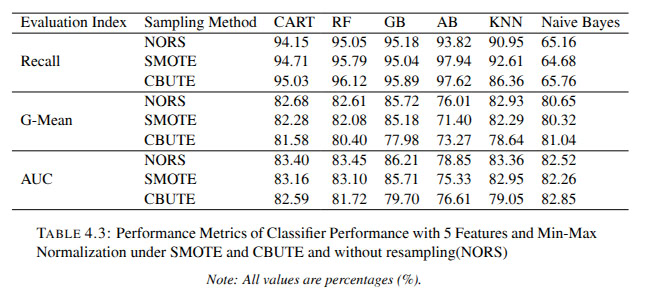 Evaluation Index Sampling Method CART RF GB AB KNN Naive Bayes
NORS 94.15 95.05 95.18 93.82 90.95 65.16
Recall SMOTE 94.71 95.79 95.04 97.94 92.61 64.68
CBUTE 95.03 96.12 95.89 97.62 86.36 65.76
NORS 82.68 82.61 85.72 76.01 82.93 80.65
G-Mean SMOTE 82.28 82.08 85.18 71.40 82.29 80.32
CBUTE 81.58 80.40 77.98 73.27 78.64 81.04
NORS 83.40 83.45 86.21 78.85 83.36 82.52
AUC SMOTE 83.16 83.10 85.71 75.33 82.95 82.26
CBUTE 82.59 81.72 79.70 76.61 79.05 82.85
TABLE 4.3: Performance Metrics of Classifier Performance with 5 Features and Min-Max
Normalization under SMOTE and CBUTE and without resampling(NORS)
Note: All values are percentages (%).